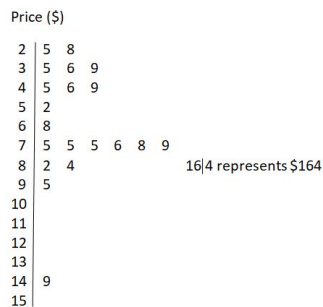 Price ($)
2 | 5 8
3 | 5 6 9
4 | 5 6 9
5 | 5 2
6 | 8
7 | 5 5 5 6 8 9
8 | 2 4 16|4 represents $164
9 | 5
10 |
11 |
12 |
13 |
14 | 9
15 |